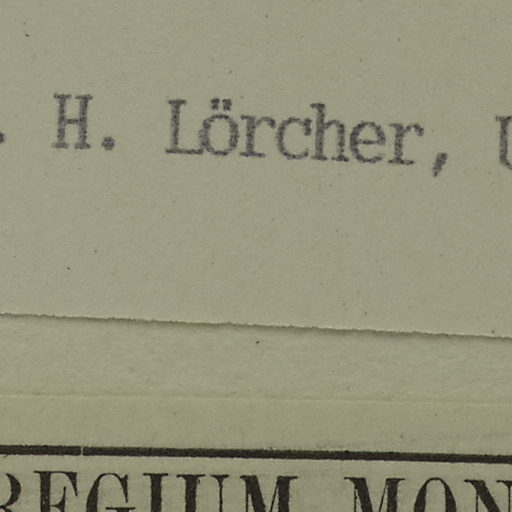 . H. Lörcher, U
REGIUM MON